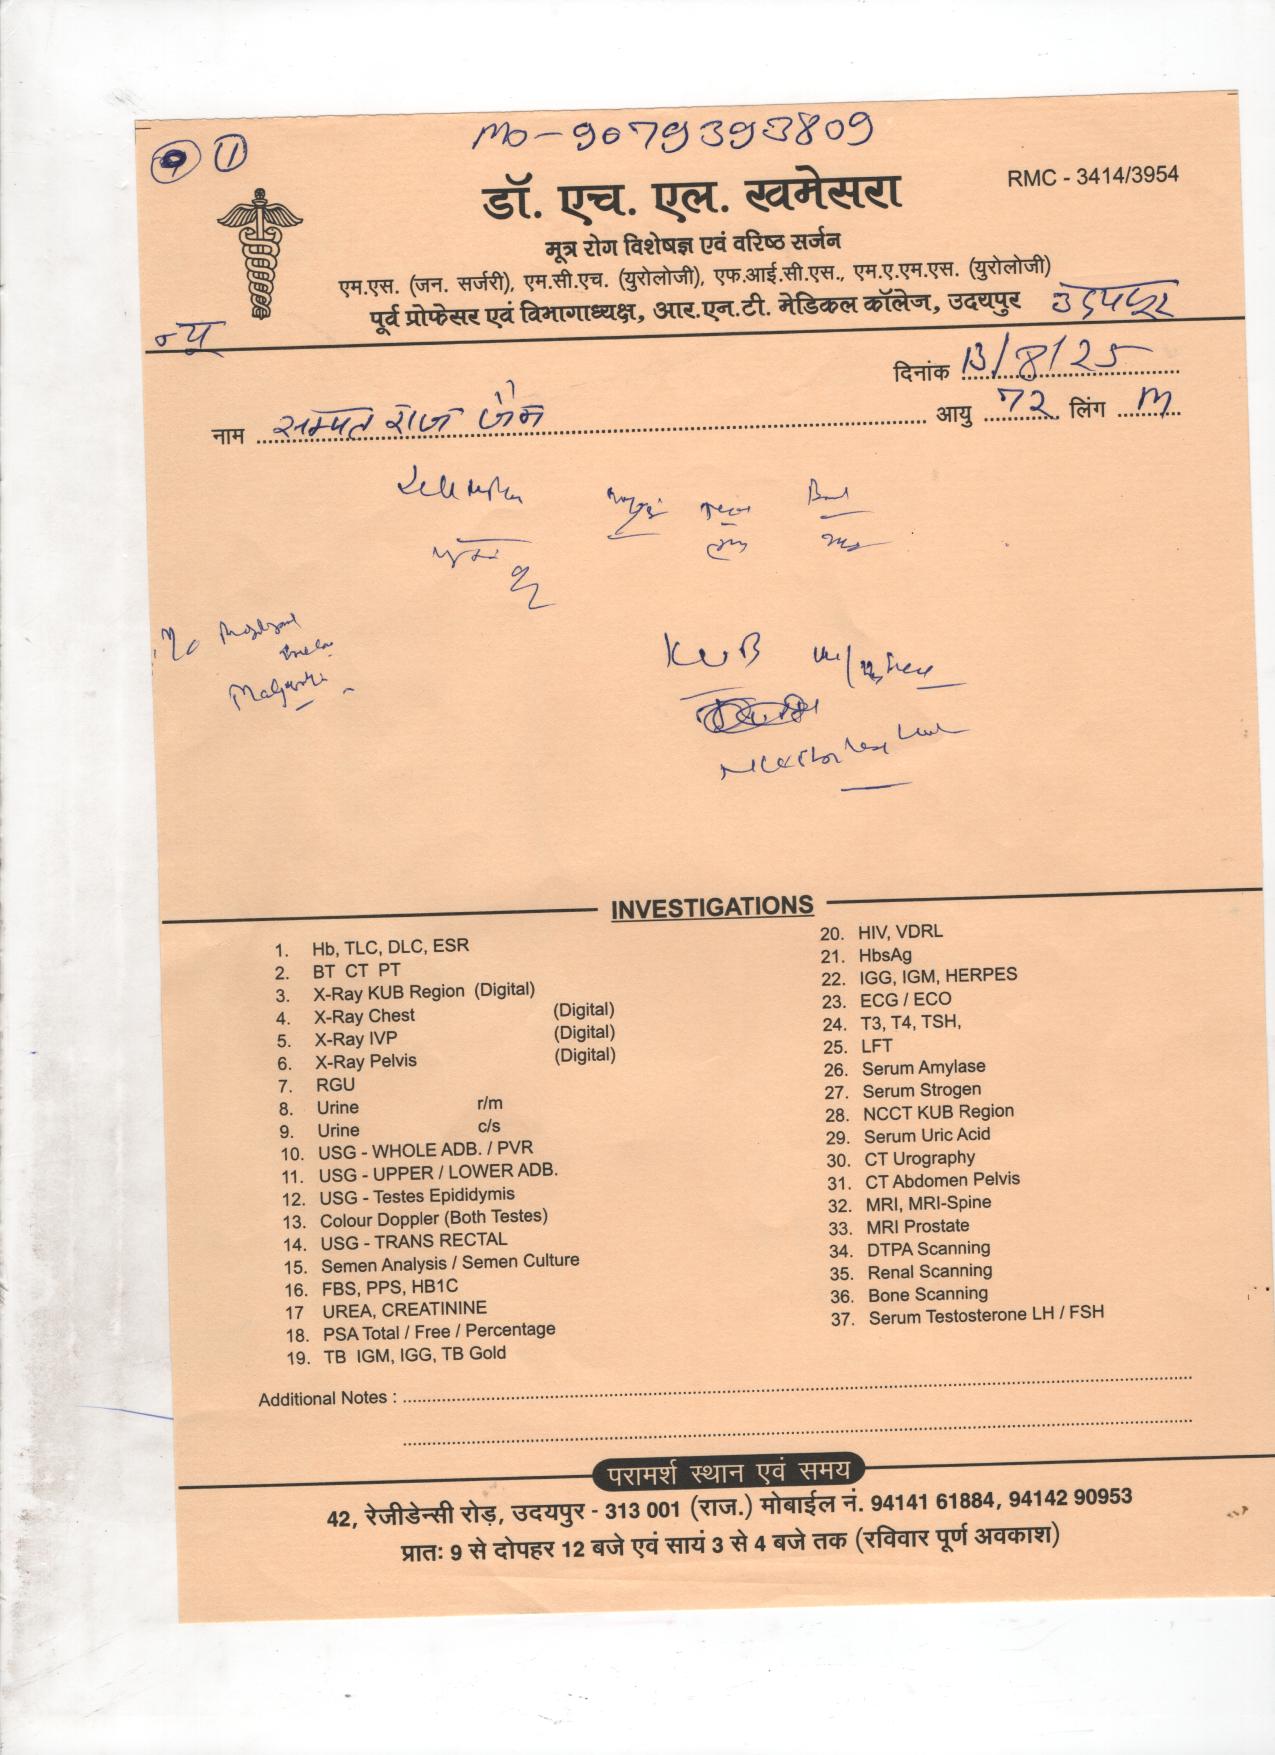 9 1 Mo-9079393809
RMC - 3414/3954
डॉ. एच. एल. खमेसरा
मूत्र रोग विशेषज्ञ एवं वरिष्ठ सर्जन
एम.एस. (जन. सर्जरी), एम.सी.एच. (युरोलोजी), एफ.आई.सी.एस., एम.ए.एम.एस. (युरोलोजी)
पूर्व प्रोफेसर एवं विभागाध्यक्ष, आर.एन.टी. मेडिकल कॉलेज, उदयपुर उदयपूर
न्यू
दिनांक 13/8/25
नाम सम्पत राज जैन आयु 72 लिंग M
KUB
INVESTIGATIONS
1. Hb, TLC, DLC, ESR
2. BT CT PT
3. X-Ray KUB Region (Digital)
4. X-Ray Chest (Digital)
5. X-Ray IVP (Digital)
6. X-Ray Pelvis (Digital)
7. RGU
8. Urine r/m
9. Urine c/s
10. USG - WHOLE ADB. / PVR
11. USG - UPPER / LOWER ADB.
12. USG - Testes Epididymis
13. Colour Doppler (Both Testes)
14. USG - TRANS RECTAL
15. Semen Analysis / Semen Culture
16. FBS, PPS, HB1C
17 UREA, CREATININE
18. PSA Total / Free / Percentage
19. TB IGM, IGG, TB Gold
20. HIV, VDRL
21. HbsAg
22. IGG, IGM, HERPES
23. ECG / ECO
24. T3, T4, TSH,
25. LFT
26. Serum Amylase
27. Serum Strogen
28. NCCT KUB Region
29. Serum Uric Acid
30. CT Urography
31. CT Abdomen Pelvis
32. MRI, MRI-Spine
33. MRI Prostate
34. DTPA Scanning
35. Renal Scanning
36. Bone Scanning
37. Serum Testosterone LH / FSH
Additional Notes :
परामर्श स्थान एवं समय
42, रेजीडेन्सी रोड़, उदयपुर - 313 001 (राज.) मोबाईल नं. 94141 61884, 94142 90953
प्रातः 9 से दोपहर 12 बजे एवं सायं 3 से 4 बजे तक (रविवार पूर्ण अवकाश)